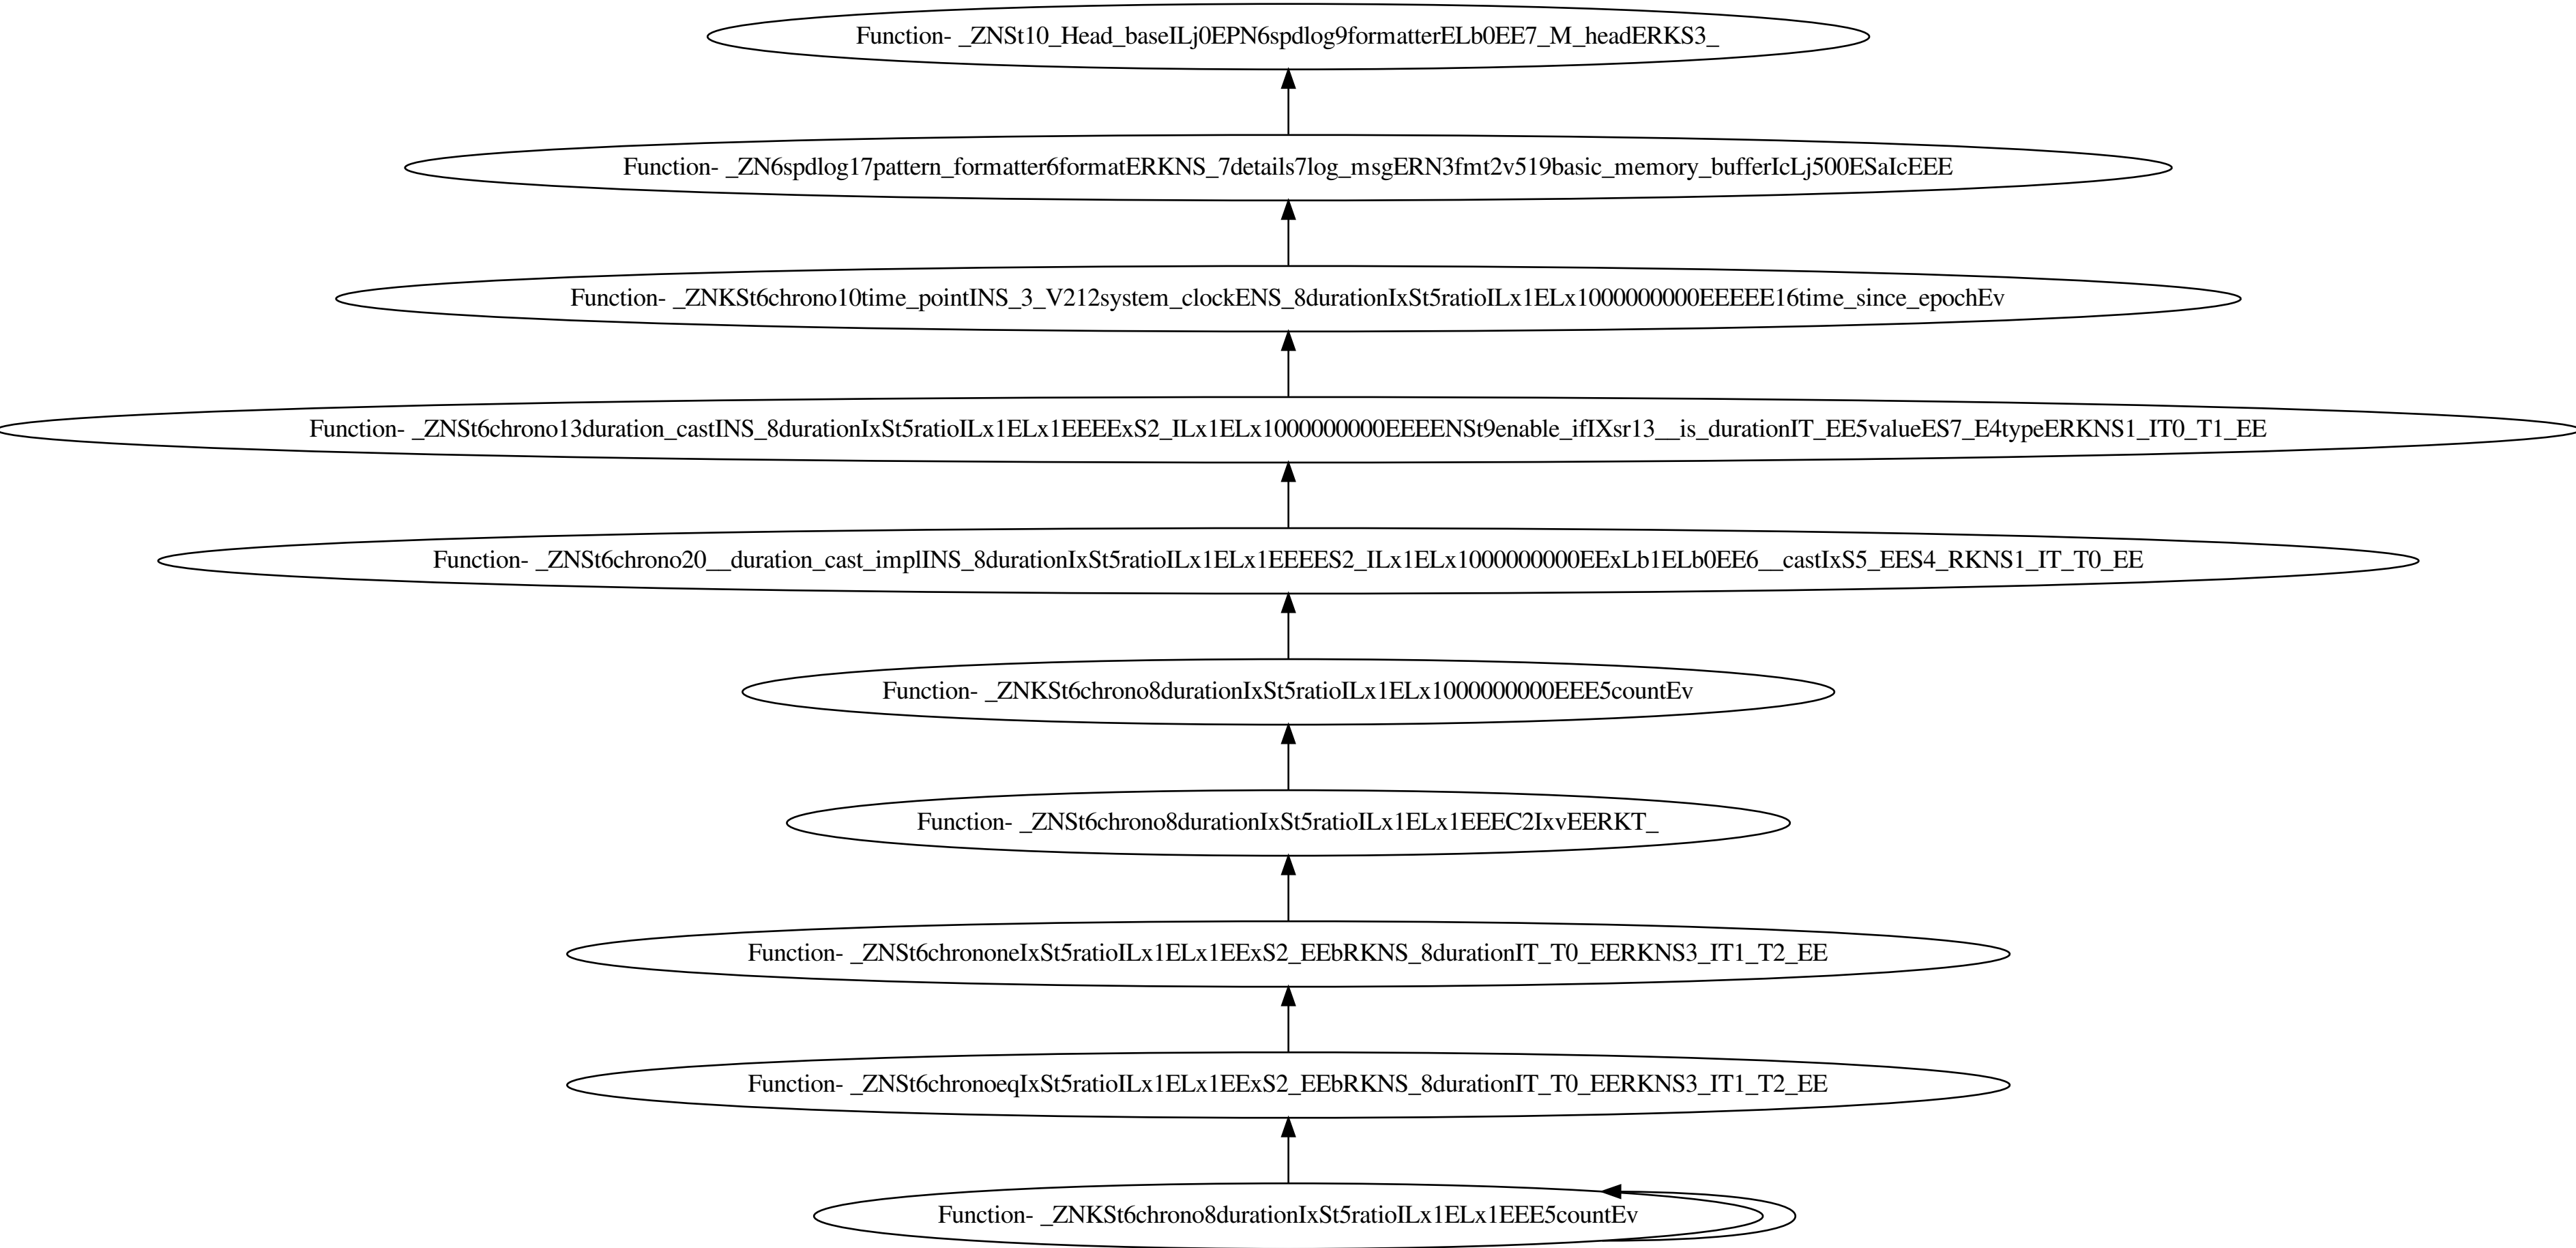 Function- _ZNSt10_Head_baseILj0EPN6spdlog9formatterELb0EE7_M_headERKS3_
Function- _ZN6spdlog17pattern_formatter6formatERKNS_7details7log_msgERN3fmt2v519basic_memory_bufferIcLj500ESaIcEEE
Function- _ZNKSt6chrono10time_pointINS_3_V212system_clockENS_8durationIxSt5ratioILx1ELx1000000000EEEEE16time_since_epochEv
Function- _ZNSt6chrono13duration_castINS_8durationIxSt5ratioILx1ELx1EEEExS2_ILx1ELx1000000000EEEENSt9enable_ifIXsr13__is_durationIT_EE5valueES7_E4typeERKNS1_IT0_T1_EE
Function- _ZNSt6chrono20__duration_cast_implINS_8durationIxSt5ratioILx1ELx1EEEES2_ILx1ELx1000000000EExLb1ELb0EE6__castIxS5_EES4_RKNS1_IT_T0_EE
Function- _ZNKSt6chrono8durationIxSt5ratioILx1ELx1000000000EEE5countEv
Function- _ZNSt6chrono8durationIxSt5ratioILx1ELx1EEEC2IxvEERKT_
Function- _ZNSt6chrononeIxSt5ratioILx1ELx1EExS2_EEbRKNS_8durationIT_T0_EERKNS3_IT1_T2_EE
Function- _ZNSt6chronoeqIxSt5ratioILx1ELx1EExS2_EEbRKNS_8durationIT_T0_EERKNS3_IT1_T2_EE
Function- _ZNKSt6chrono8durationIxSt5ratioILx1ELx1EEE5countEv